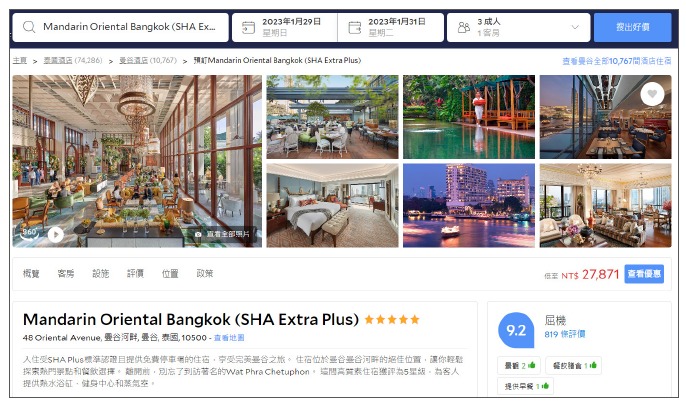 Mandarin Oriental Bangkok (SHA Ex...
2023年1月29日
星期日
2023年1月31日
星期二
3 成人
1 客房
搜出好價
主頁 > 泰國酒店 (74,286) > 曼谷酒店 (10,767) > 預訂Mandarin Oriental Bangkok (SHA Extra Plus)
查看曼谷全部10,767間酒店住宿
360
查看全部照片
概覽 客房 設施 評價 位置 政策
低至 NT$ 27,871 查看優惠
Mandarin Oriental Bangkok (SHA Extra Plus)
48 Oriental Avenue, 曼谷河畔, 曼谷, 泰國, 10500 - 查看地圖
人住受SHA Plus標準認證且提供免費停車場的住宿，享受完美曼谷之旅。 住宿位於曼谷曼谷河畔的絕佳位置，讓你輕鬆
探索熱門景點和餐飲選擇。 離開前，別忘了到訪著名的Wat Phra Chetuphon。 這間高質素住宿獲評為5星級，為客人
提供熱水浴缸、健身中心和蒸氣室。
9.2
屈機
819 條評價
景觀 2
餐飲膳食 1
提供早餐 1